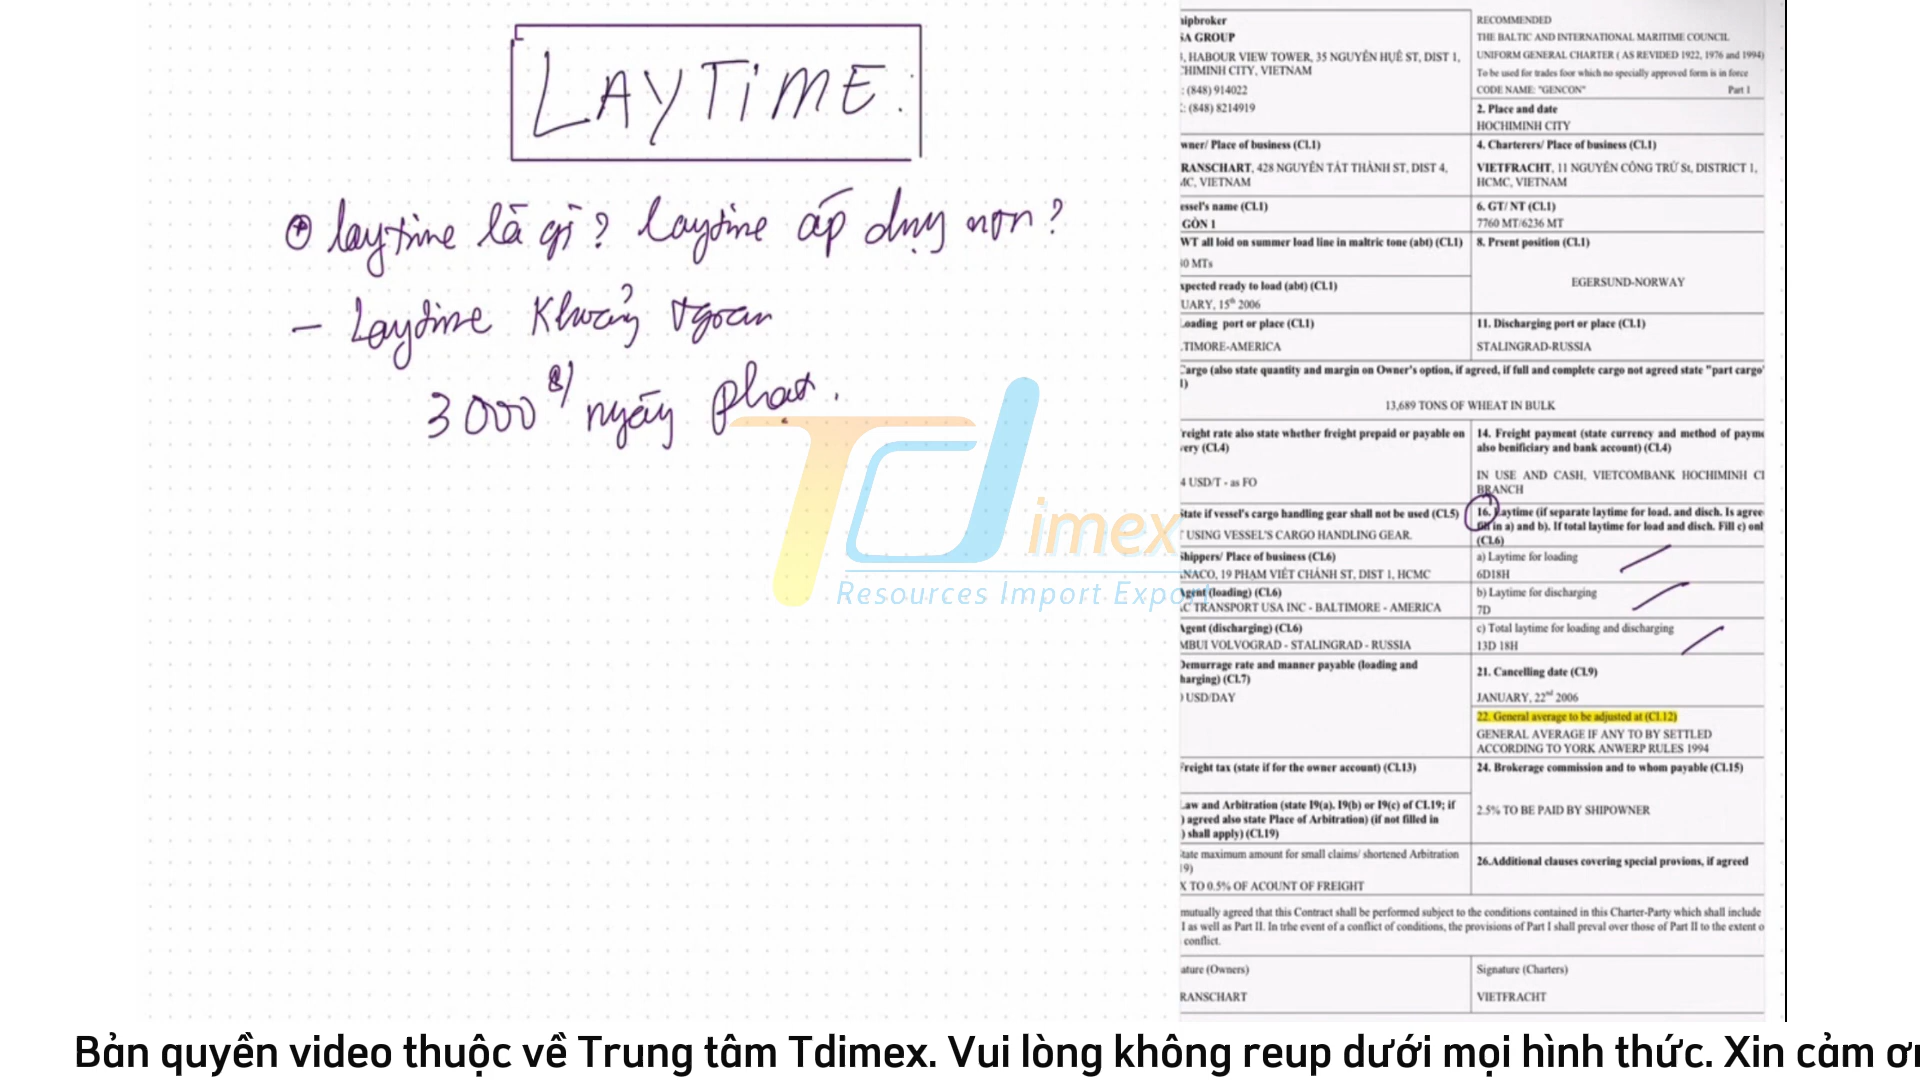 LAYTIME:
⊕ laytime là gì? laytime áp dụng nơi?
- Laytime Khoảng
3000 $/ ngày phạt.
Tdimex
Resources Import Export
hipbroker
SA GROUP
, HABOUR VIEW TOWER, 35 NGUYỄN HUỆ ST, DIST 1,
CHIMINH CITY, VIETNAM
: (848) 914022
: (848) 8214919
RECOMMENDED
THE BALTIC AND INTERNATIONAL MARITIME COUNCIL
UNIFORM GENERAL CHARTER ( AS REVIDED 1922, 1976 and 1994)
To be used for trades foor which no specially approved form is in force
CODE NAME: "GENCON" Part 1
2. Place and date
HOCHIMINH CITY
wner/ Place of business (Cl.1)
RANSCHART, 428 NGUYỄN TẤT THÀNH ST, DIST 4,
MC, VIETNAM
4. Charterers/ Place of business (Cl.1)
VIETFRACHT, 11 NGUYỄN CÔNG TRỨ St, DISTRICT 1,
HCMC, VIETNAM
essel's name (Cl.1)
GÒN 1
6. GT/ NT (Cl.1)
7760 MT/6236 MT
WT all loid on summer load line in maltric tone (abt) (Cl.1)
0 MTs
8. Prsent position (Cl.1)
EGERSUND-NORWAY
xpected ready to load (abt) (Cl.1)
UARY, 15th 2006
Loading port or place (Cl.1)
TIMORE-AMERICA
11. Discharging port or place (Cl.1)
STALINGRAD-RUSSIA
Cargo (also state quantity and margin on Owner's option, if agreed, if full and complete cargo not agreed state "part cargo"
1)
13,689 TONS OF WHEAT IN BULK
reight rate also state whether freight prepaid or payable on
very (Cl.4)
4 USD/T - as FO
14. Freight payment (state currency and method of payme
also benificiary and bank account) (Cl.4)
IN USE AND CASH, VIETCOMBANK HOCHIMINH CI
BRANCH
State if vessel's cargo handling gear shall not be used (Cl.5)
T USING VESSEL'S CARGO HANDLING GEAR.
16. Laytime (if separate laytime for load. and disch. Is agree
fill in a) and b). If total laytime for load and disch. Fill c) onl
(Cl.6)
Shippers/ Place of business (Cl.6)
NACO, 19 PHẠM VIẾT CHÁNH ST, DIST 1, HCMC
a) Laytime for loading
6D18H
Agent (loading) (Cl.6)
C TRANSPORT USA INC - BALTIMORE - AMERICA
b) Laytime for discharging
7D
Agent (discharging) (Cl.6)
MBUI VOLVOGRAD - STALINGRAD - RUSSIA
c) Total laytime for loading and discharging
13D 18H
Demurrage rate and manner payable (loading and
harging) (Cl.7)
USD/DAY
21. Cancelling date (Cl.9)
JANUARY, 22nd 2006
22. General average to be adjusted at (Cl.12)
GENERAL AVERAGE IF ANY TO BY SETTLED
ACCORDING TO YORK ANWERP RULES 1994
Freight tax (state if for the owner account) (Cl.13)
24. Brokerage commission and to whom payable (Cl.15)
2.5% TO BE PAID BY SHIPOWNER
Law and Arbitration (state 19(a). 19(b) or 19(c) of Cl.19; if
) agreed also state Place of Arbitration) (if not filled in
) shall apply) (Cl.19)
State maximum amount for small claims/ shortened Arbitration
19)
X TO 0.5% OF ACOUNT OF FREIGHT
26.Additional clauses covering special provions, if agreed
mutually agreed that this Contract shall be performed subject to the conditions contained in this Charter-Party which shall include
I as well as Part II. In trhe event of a conflict of conditions, the provisions of Part I shall preval over those of Part II to the extent o
conflict.
ature (Owners)
RANSCHART
Signature (Charters)
VIETFRACHT
Bản quyền video thuộc về Trung tâm Tdimex. Vui lòng không reup dưới mọi hình thức. Xin cảm ơn